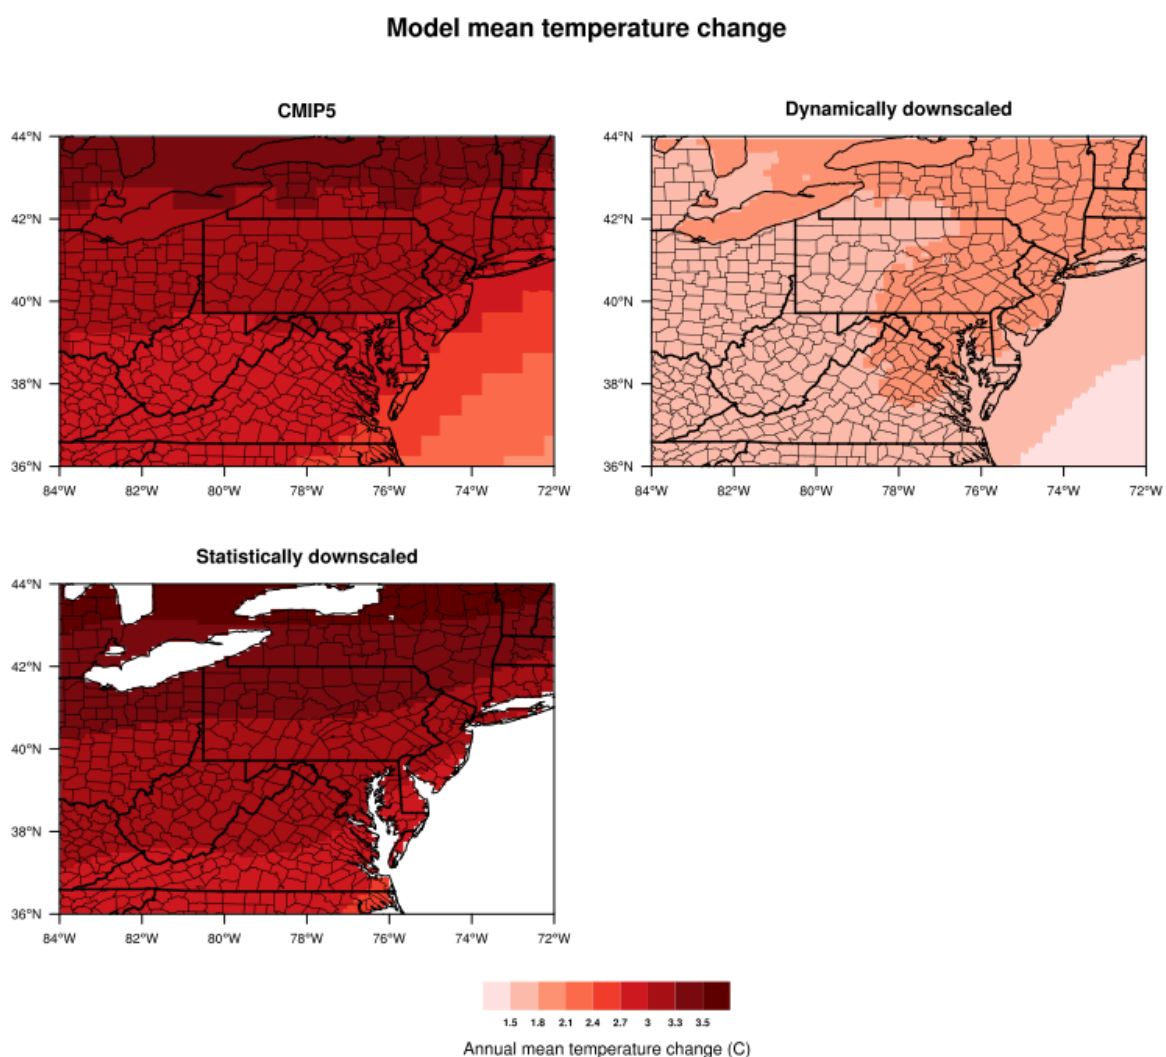 Model mean temperature change
CMIP5
44°N
42°N
40°N
38°N
36°N
84°W 82°W 80°W 78°W 76°W 74°W 72°W
Dynamically downscaled
44°N
42°N
40°N
38°N
36°N
84°W 82°W 80°W 78°W 76°W 74°W 72°W
Statistically downscaled
44°N
42°N
40°N
38°N
36°N
84°W 82°W 80°W 78°W 76°W 74°W 72°W
1.5 1.8 2.1 2.4 2.7 3 3.3 3.5
Annual mean temperature change (C)